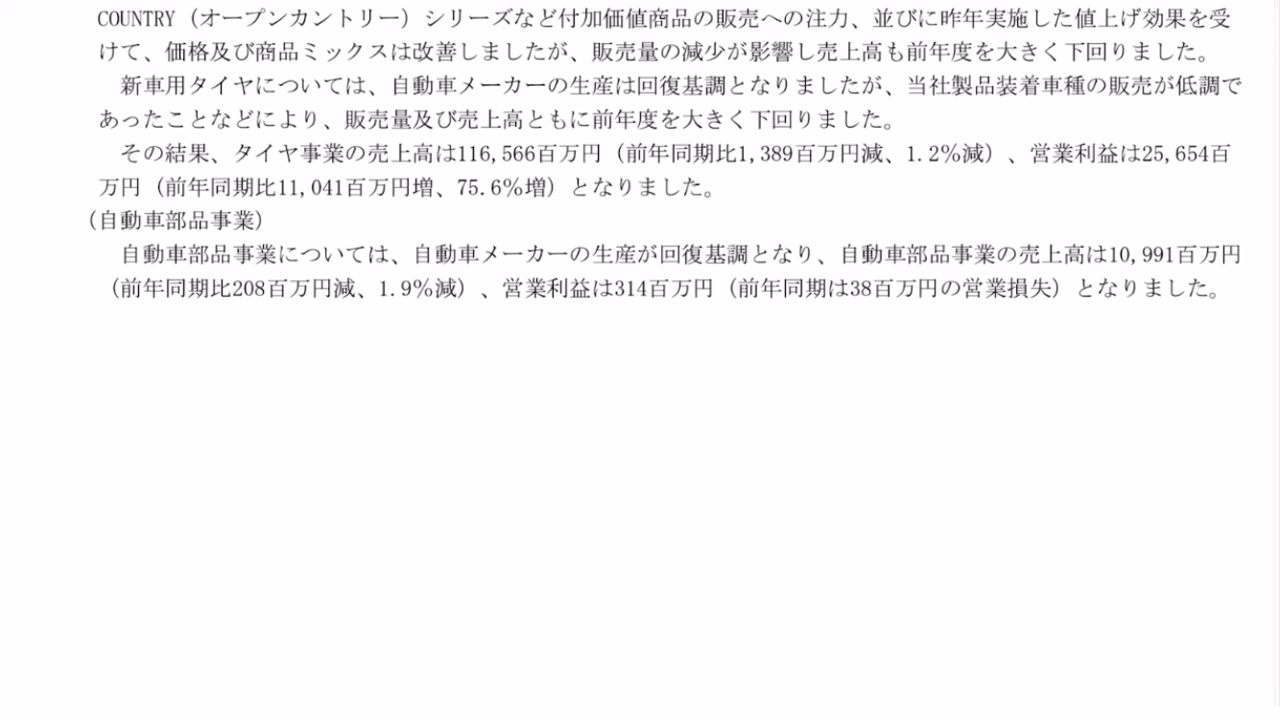 COUNTRY（オープンカントリー）シリーズなど付加価値商品の販売への注力、並びに昨年実施した値上げ効果を受
けて、価格及び商品ミックスは改善しましたが、販売量の減少が影響し売上高も前年度を大きく下回りました。
新車用タイヤについては、自動車メーカーの生産は回復基調となりましたが、当社製品装着車種の販売が低調で
あったことなどにより、販売量及び売上高ともに前年度を大きく下回りました。
その結果、タイヤ事業の売上高は116,566百万円（前年同期比1,389百万円減、1.2％減）、営業利益は25,654百
万円（前年同期比11,041百万円増、75.6％増）となりました。
（自動車部品事業）
自動車部品事業については、自動車メーカーの生産が回復基調となり、自動車部品事業の売上高は10,991百万円
（前年同期比208百万円減、1.9％減）、営業利益は314百万円（前年同期は38百万円の営業損失）となりました。